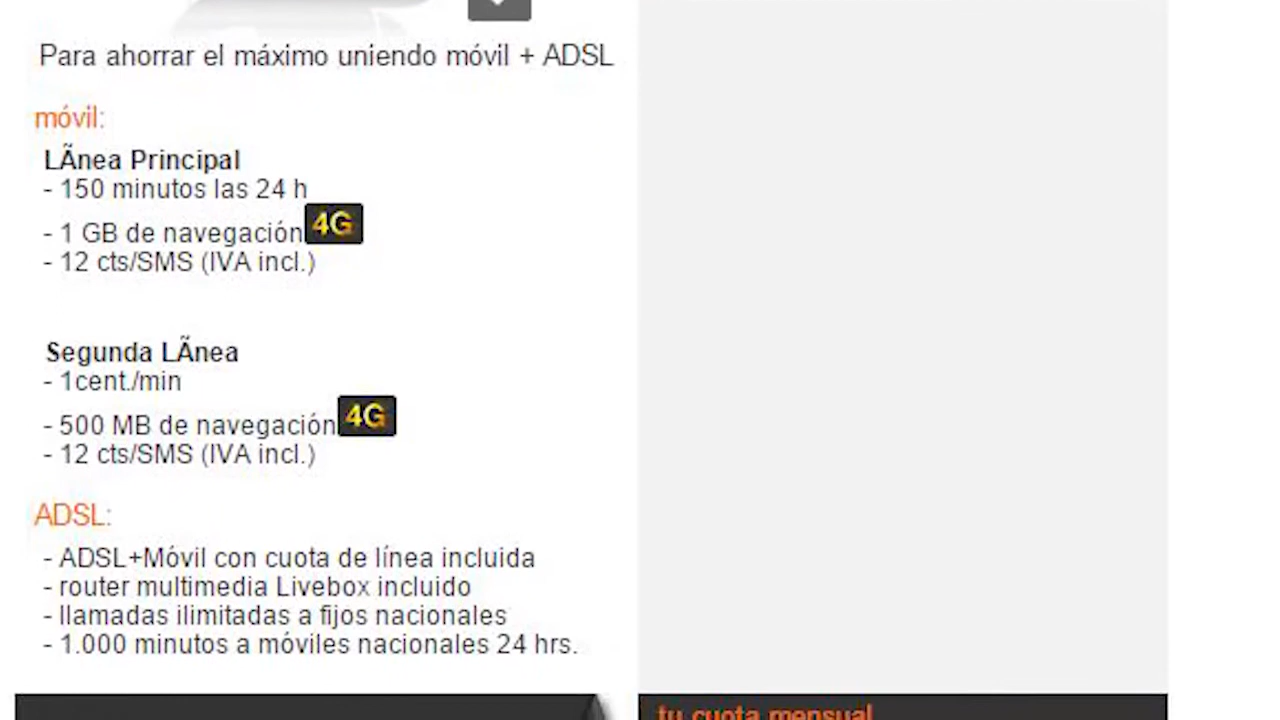 Para ahorrar el máximo uniendo móvil + ADSL
móvil:
LÃnea Principal
- 150 minutos las 24 h
- 1 GB de navegación 4G
- 12 cts/SMS (IVA incl.)
Segunda LÃnea
- 1cent./min
- 500 MB de navegación 4G
- 12 cts/SMS (IVA incl.)
ADSL:
- ADSL+Móvil con cuota de línea incluida
- router multimedia Livebox incluido
- llamadas ilimitadas a fijos nacionales
- 1.000 minutos a móviles nacionales 24 hrs.
tu cuota mensual